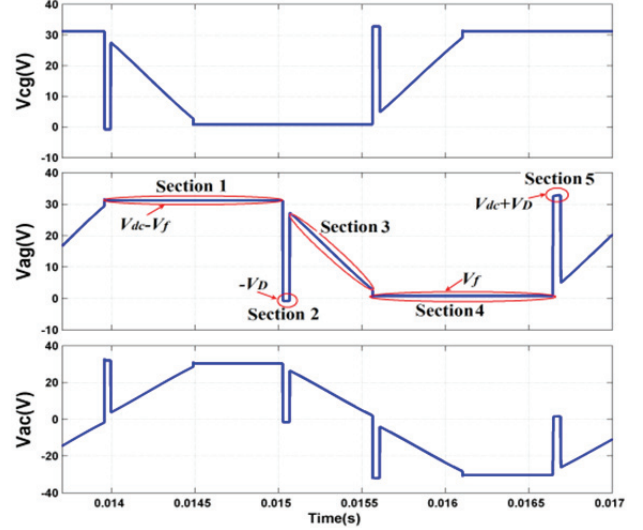 40
30
20
10
0
-10
Vcg(V)
40
30
20
10
0
-10
Vag(V)
Section 1
Vdc-Vf
-VD
Section 2
Section 3
Vf
Section 4
Section 5
Vdc+VD
40
20
0
-20
-40
Vac(V)
0.014 0.0145 0.015 0.0155 0.016 0.0165 0.017
Time(s)